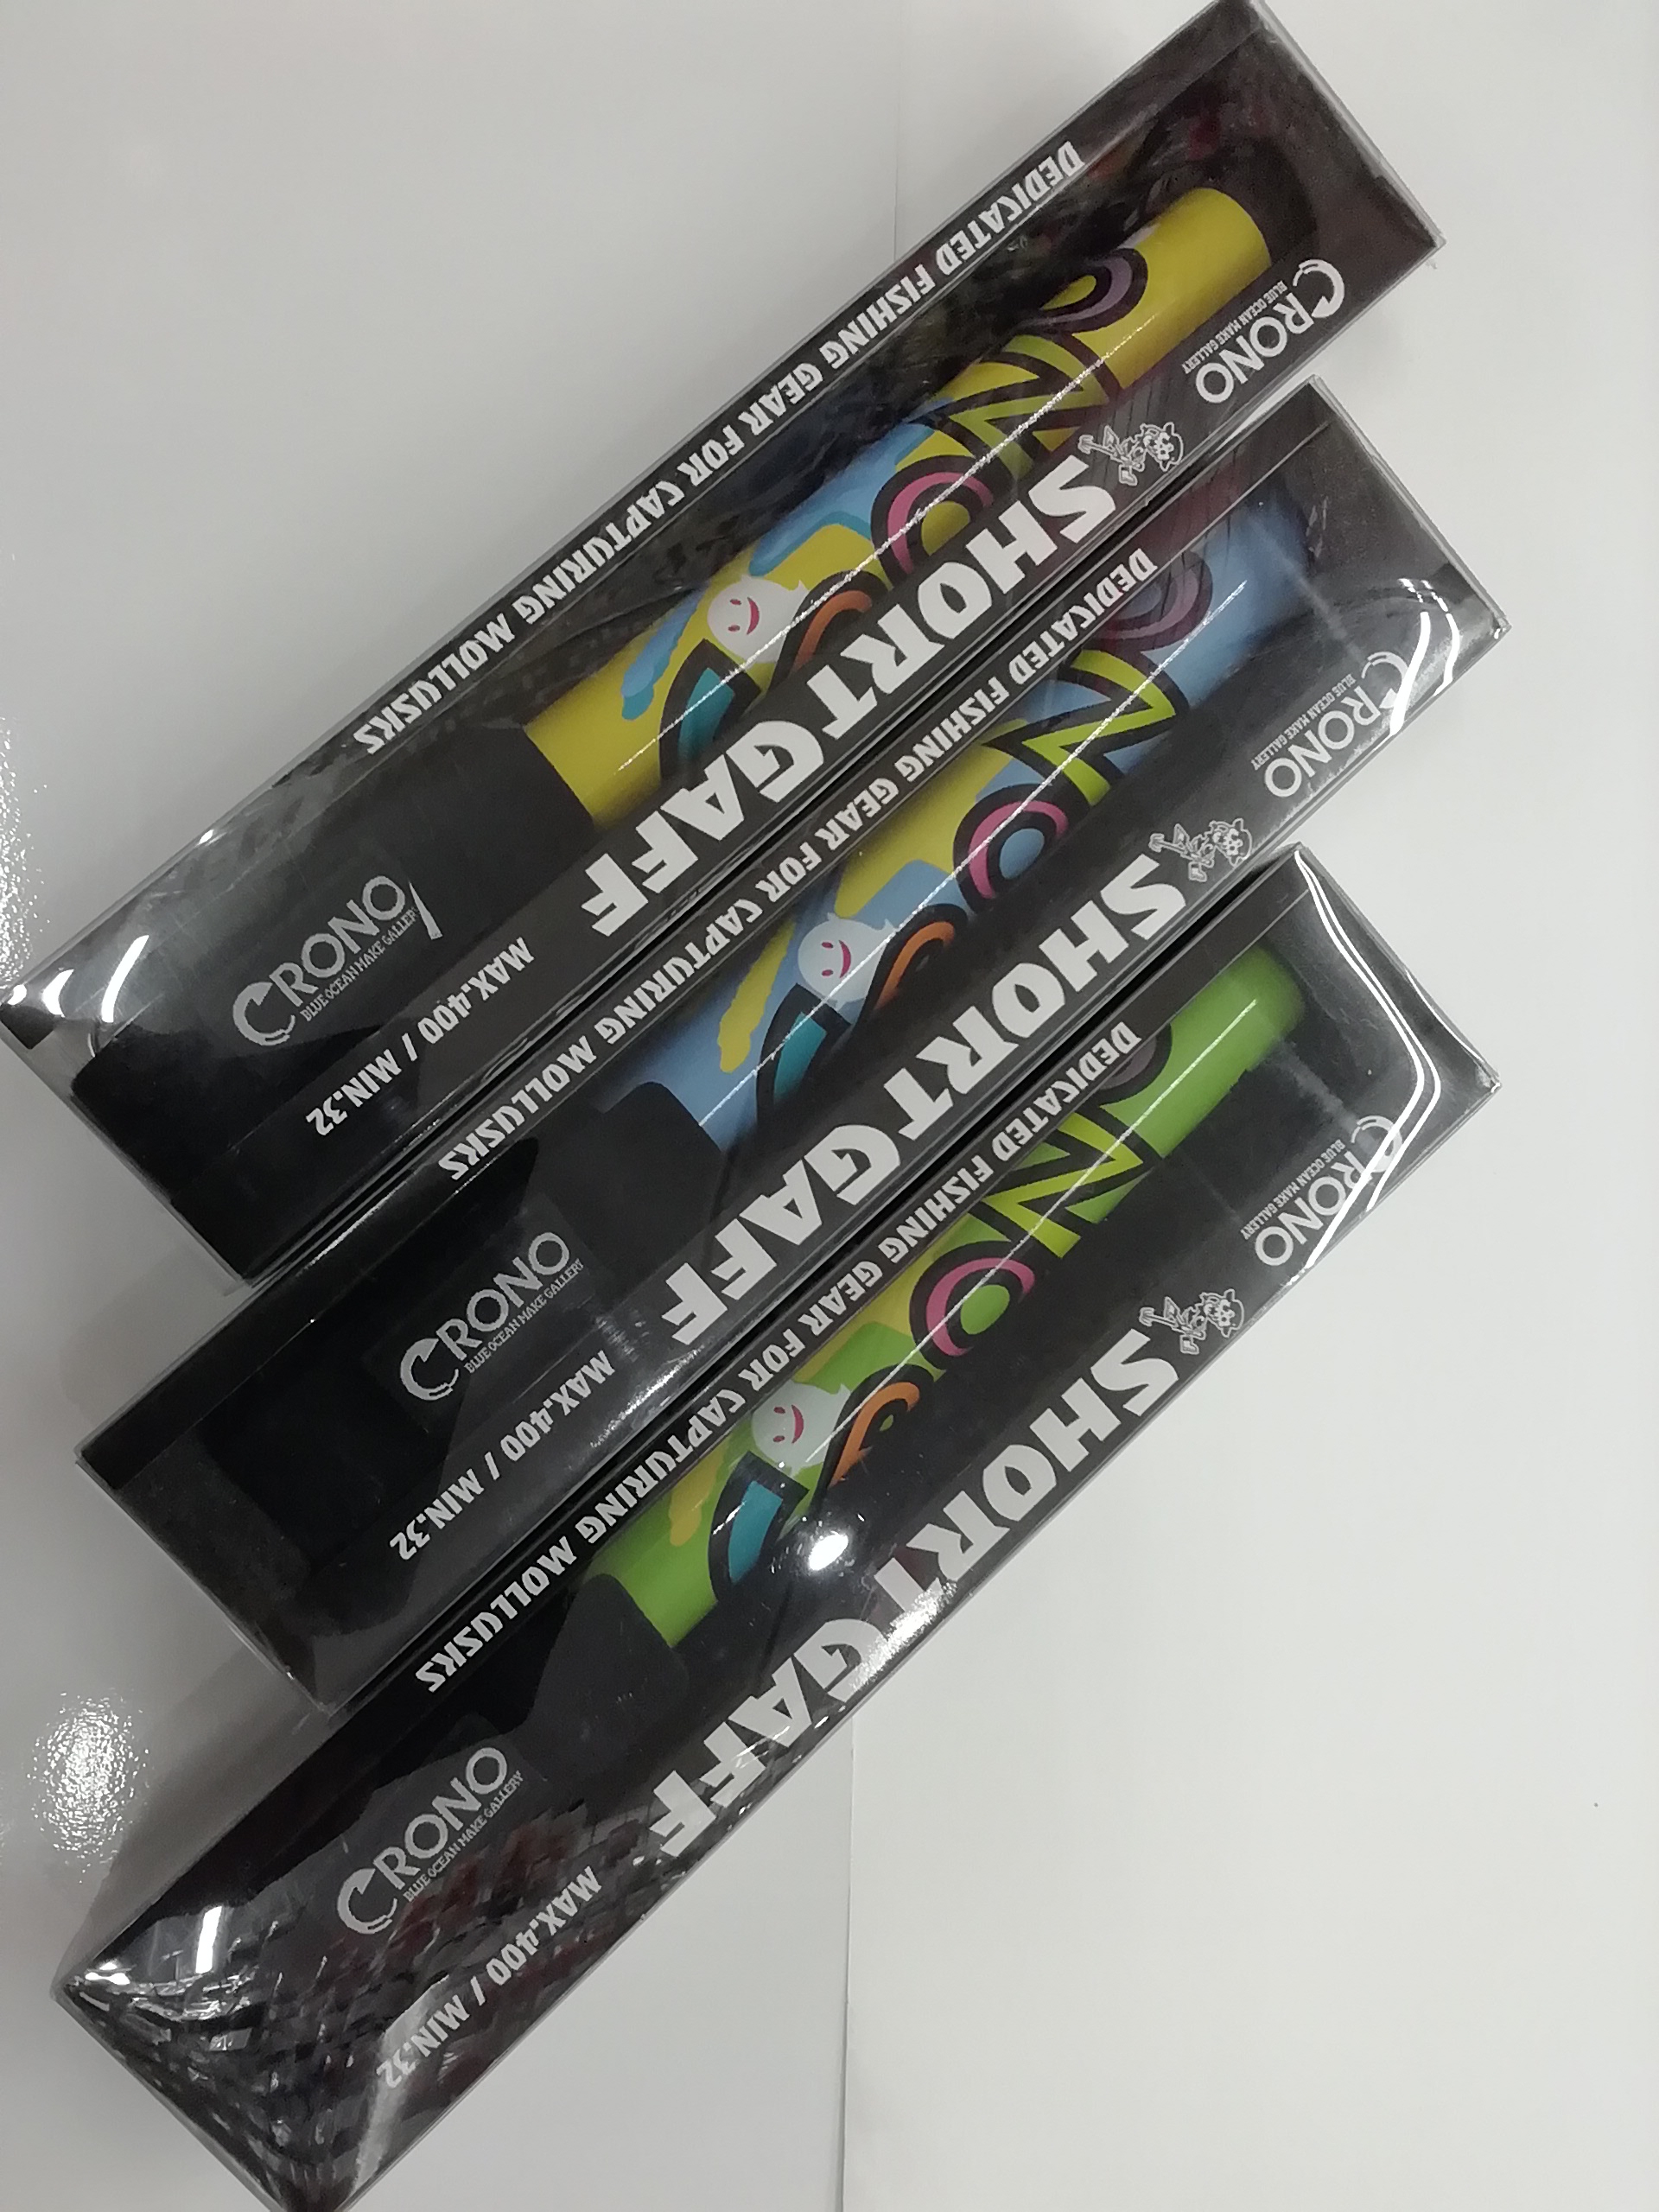 DEDICATED FISHING GEAR FOR CAPTURING MOLLUSKS
CRONO
BLUE OCEAN MAKE GALLERY
SHORT GAFF
MAX.400 / MIN.32
CRONO
BLUE OCEAN MAKE GALLERY
CRONO
DEDICATED FISHING GEAR FOR CAPTURING MOLLUSKS
CRONO
BLUE OCEAN MAKE GALLERY
SHORT GAFF
MAX.400 / MIN.32
CRONO
BLUE OCEAN MAKE GALLERY
CRONO
DEDICATED FISHING GEAR FOR CAPTURING MOLLUSKS
CRONO
BLUE OCEAN MAKE GALLERY
SHORT GAFF
MAX.400 / MIN.32
CRONO
BLUE OCEAN MAKE GALLERY
CRONO